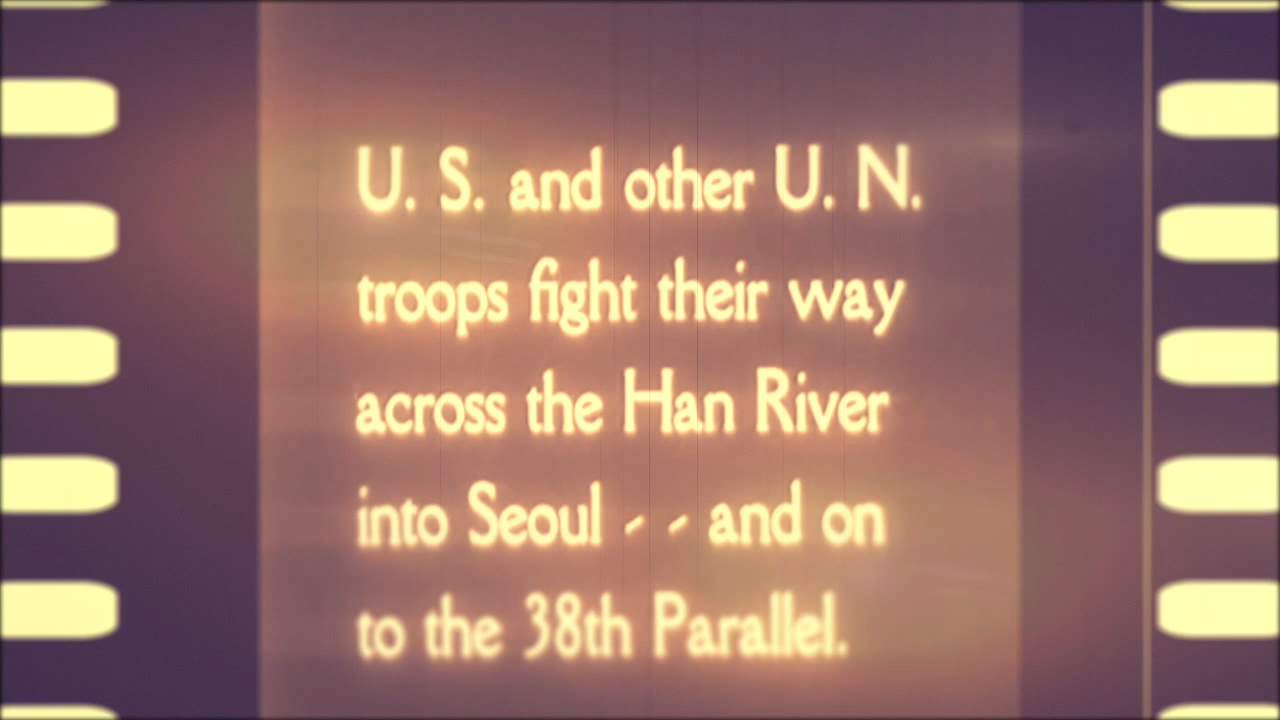 U. S. and other U. N.
troops fight their way
across the Han River
into Seoul - - and on
to the 38th Parallel.